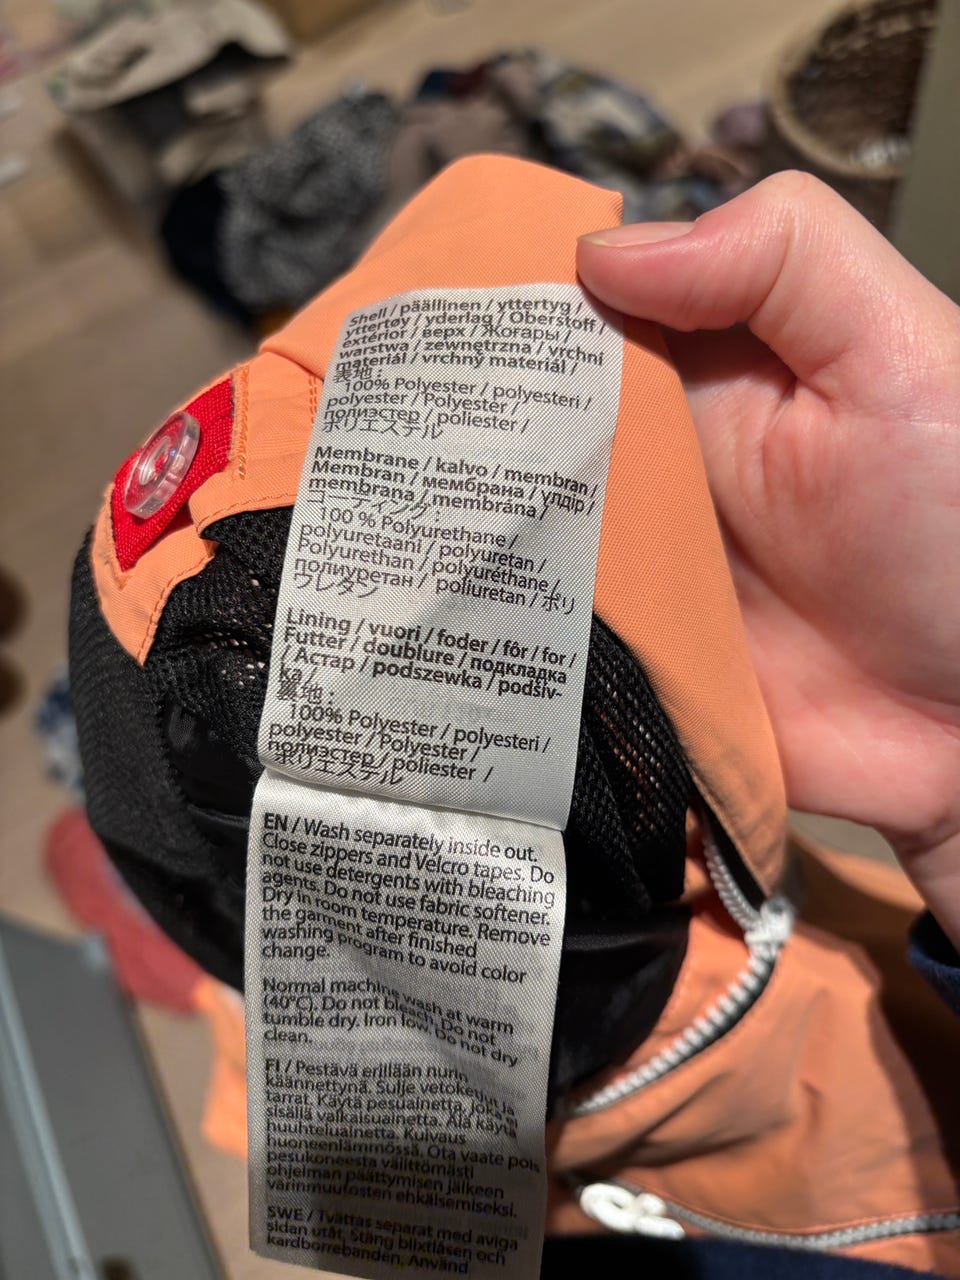 Shell / päällinen / yttertyg /
yttertøy / yderlag / Oberstoff /
extérior / верх / Жоғарғы /
warstwa / zewnętrzna / vrchní
materiál / vrchný materiál /
表地 :
100% Polyester / polyesteri /
polyester / Polyester /
полиэстер / poliester /
ポリエステル
Membrane / kalvo / membran /
Membran / мембрана / үлдір /
membrana / membrána /
コーティング :
100 % Polyurethane /
polyuretaani / polyuretan /
Polyurethan / polyuréthane /
полиуретан / poliuretan / ポリ
ウレタン
Lining / vuori / foder / fôr / for /
Futter / doublure / подкладка
/ Астар / podszewka / podšív-
ka /
裏地 :
100% Polyester / polyesteri /
polyester / Polyester /
полиэстер / poliester /
ポリエステル
EN / Wash separately inside out.
Close zippers and Velcro tapes. Do
not use detergents with bleaching
agents. Do not use fabric softener.
Dry in room temperature. Remove
the garment after finished
washing program to avoid color
change.
Normal machine wash at warm
(40°C). Do not bleach. Do not
tumble dry. Iron low. Do not dry
clean.
FI / Pestävä erillään nurin
käännettynä. Sulje vetoketjut ja
tarrat. Käytä pesuainetta, joka ei
sisällä valkaisuainetta. Älä käytä
huuhteluainetta. Kuivaus
huoneenlämmössä. Ota vaate pois
pesukoneesta välittömästi
ohjelman päättymisen jälkeen
värinmuutosten ehkäisemiseksi.
SWE / Tvättas separat med aviga
sidan utåt. Stäng blixtlåsen och
kardborrebanden. Använd